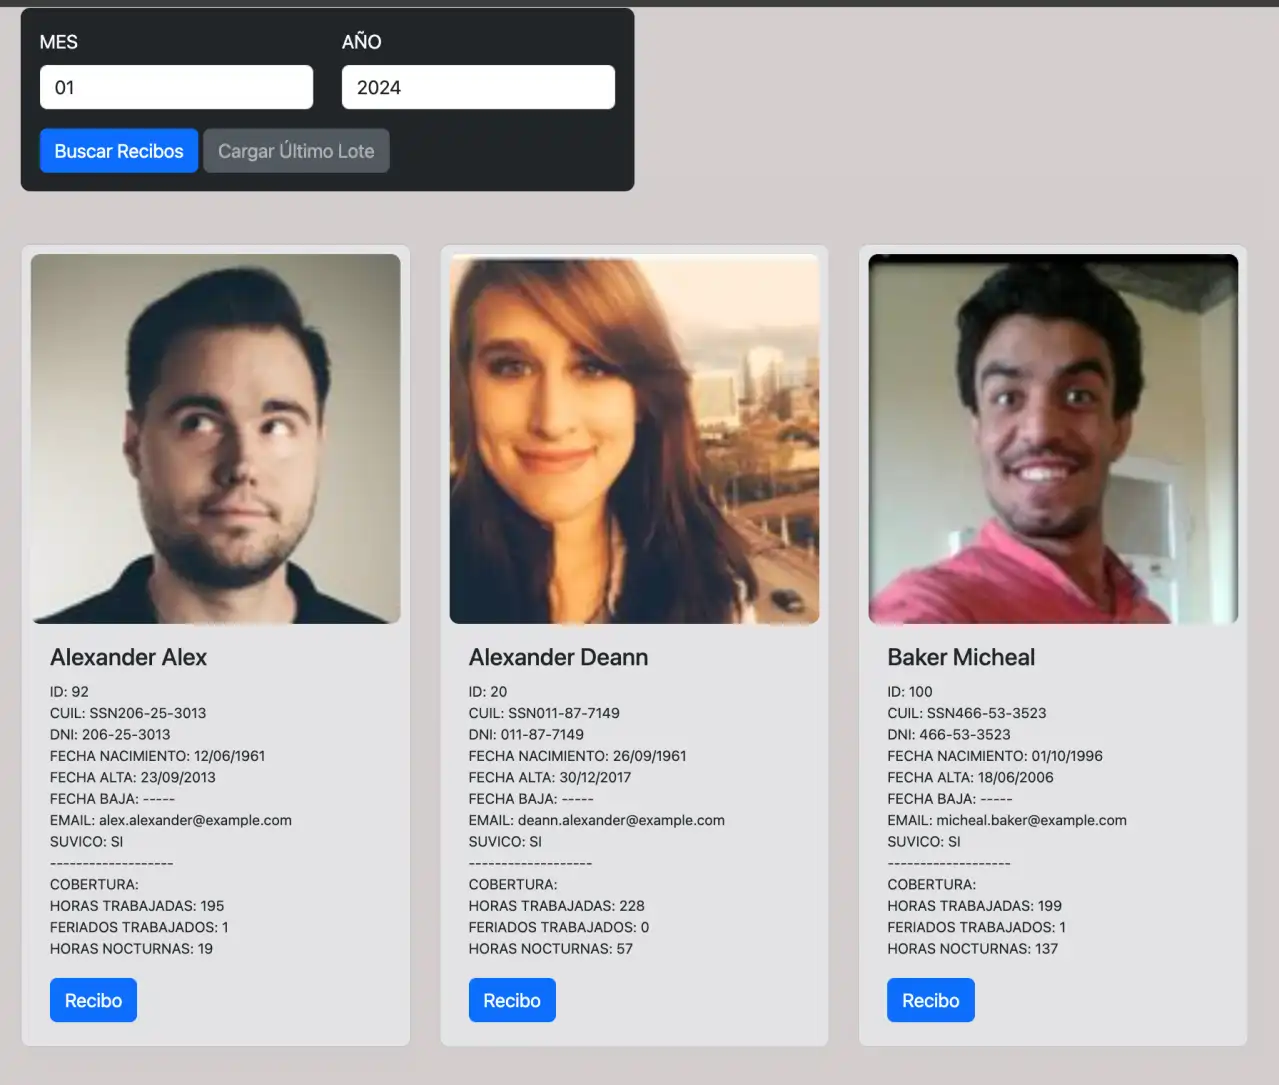 MES
AÑO
01
2024
Buscar Recibos
Cargar Último Lote
Alexander Alex
ID: 92
CUIL: SSN206-25-3013
DNI: 206-25-3013
FECHA NACIMIENTO: 12/06/1961
FECHA ALTA: 23/09/2013
FECHA BAJA: -----
EMAIL: alex.alexander@example.com
SUVICO: SI
-------------------
COBERTURA:
HORAS TRABAJADAS: 195
FERIADOS TRABAJADOS: 1
HORAS NOCTURNAS: 19
Recibo
Alexander Deann
ID: 20
CUIL: SSN011-87-7149
DNI: 011-87-7149
FECHA NACIMIENTO: 26/09/1961
FECHA ALTA: 30/12/2017
FECHA BAJA: -----
EMAIL: deann.alexander@example.com
SUVICO: SI
-------------------
COBERTURA:
HORAS TRABAJADAS: 228
FERIADOS TRABAJADOS: 0
HORAS NOCTURNAS: 57
Recibo
Baker Micheal
ID: 100
CUIL: SSN466-53-3523
DNI: 466-53-3523
FECHA NACIMIENTO: 01/10/1996
FECHA ALTA: 18/06/2006
FECHA BAJA: -----
EMAIL: micheal.baker@example.com
SUVICO: SI
-------------------
COBERTURA:
HORAS TRABAJADAS: 199
FERIADOS TRABAJADOS: 1
HORAS NOCTURNAS: 137
Recibo